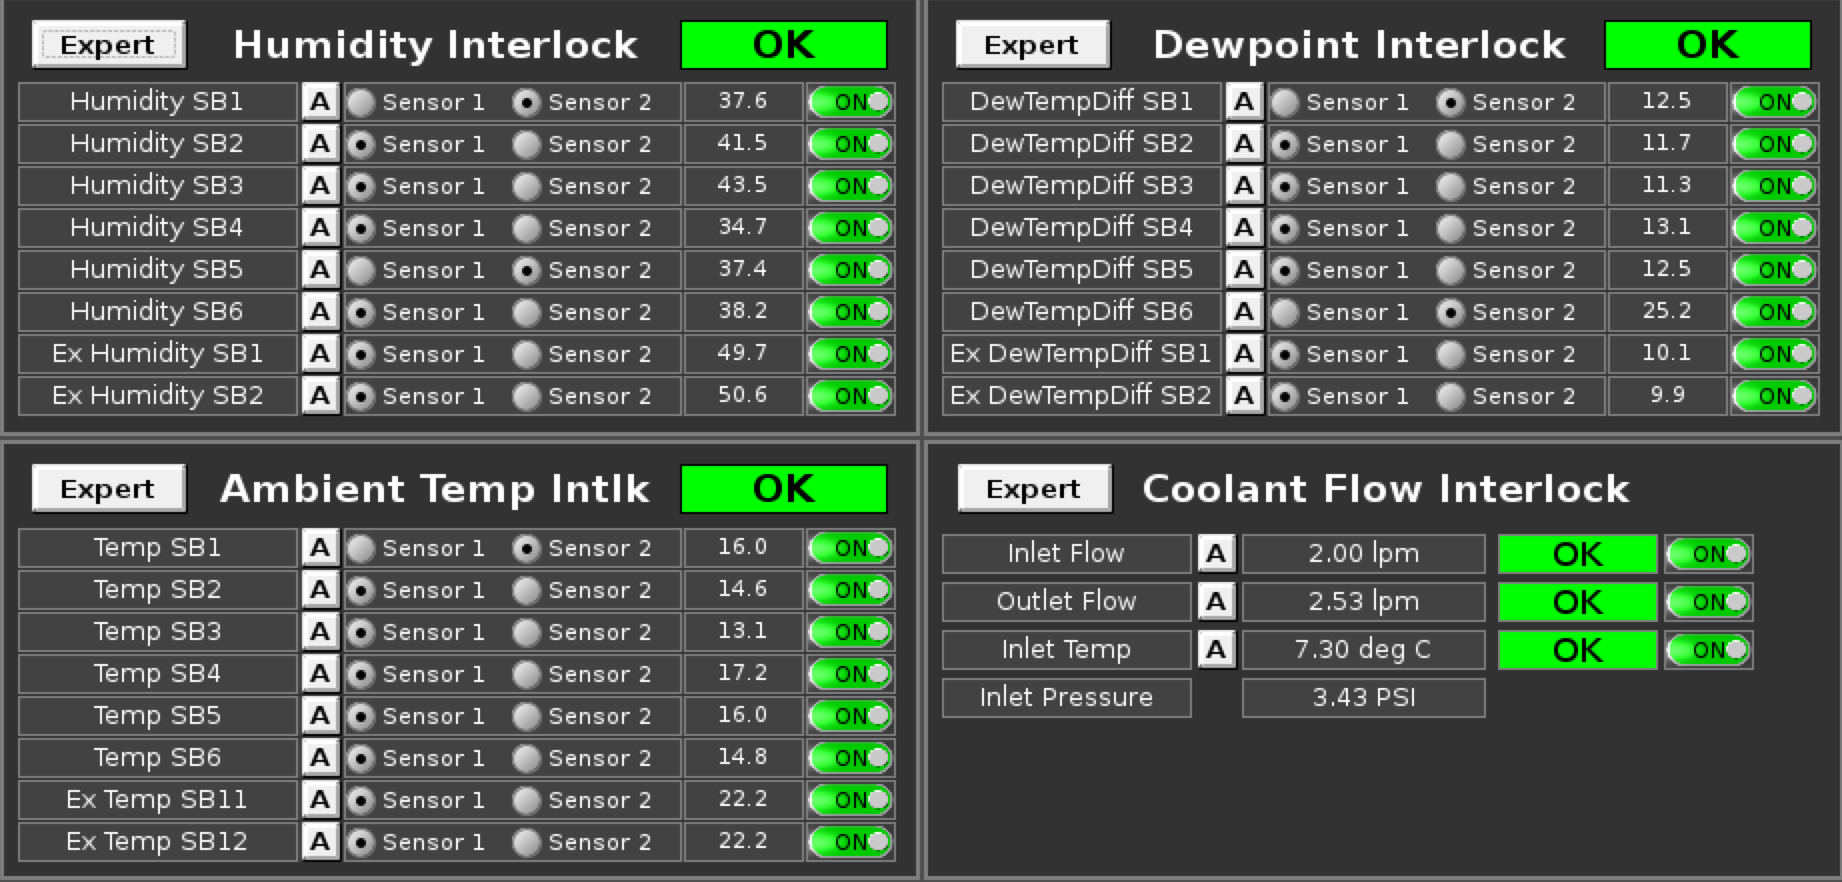 Expert Humidity Interlock OK
Humidity SB1 A Sensor 1 Sensor 2 37.6 ON
Humidity SB2 A Sensor 1 Sensor 2 41.5 ON
Humidity SB3 A Sensor 1 Sensor 2 43.5 ON
Humidity SB4 A Sensor 1 Sensor 2 34.7 ON
Humidity SB5 A Sensor 1 Sensor 2 37.4 ON
Humidity SB6 A Sensor 1 Sensor 2 38.2 ON
Ex Humidity SB1 A Sensor 1 Sensor 2 49.7 ON
Ex Humidity SB2 A Sensor 1 Sensor 2 50.6 ON
Expert Dewpoint Interlock OK
DewTempDiff SB1 A Sensor 1 Sensor 2 12.5 ON
DewTempDiff SB2 A Sensor 1 Sensor 2 11.7 ON
DewTempDiff SB3 A Sensor 1 Sensor 2 11.3 ON
DewTempDiff SB4 A Sensor 1 Sensor 2 13.1 ON
DewTempDiff SB5 A Sensor 1 Sensor 2 12.5 ON
DewTempDiff SB6 A Sensor 1 Sensor 2 25.2 ON
Ex DewTempDiff SB1 A Sensor 1 Sensor 2 10.1 ON
Ex DewTempDiff SB2 A Sensor 1 Sensor 2 9.9 ON
Expert Ambient Temp Intlk OK
Temp SB1 A Sensor 1 Sensor 2 16.0 ON
Temp SB2 A Sensor 1 Sensor 2 14.6 ON
Temp SB3 A Sensor 1 Sensor 2 13.1 ON
Temp SB4 A Sensor 1 Sensor 2 17.2 ON
Temp SB5 A Sensor 1 Sensor 2 16.0 ON
Temp SB6 A Sensor 1 Sensor 2 14.8 ON
Ex Temp SB11 A Sensor 1 Sensor 2 22.2 ON
Ex Temp SB12 A Sensor 1 Sensor 2 22.2 ON
Expert Coolant Flow Interlock
Inlet Flow A 2.00 lpm OK ON
Outlet Flow A 2.53 lpm OK ON
Inlet Temp A 7.30 deg C OK ON
Inlet Pressure 3.43 PSI